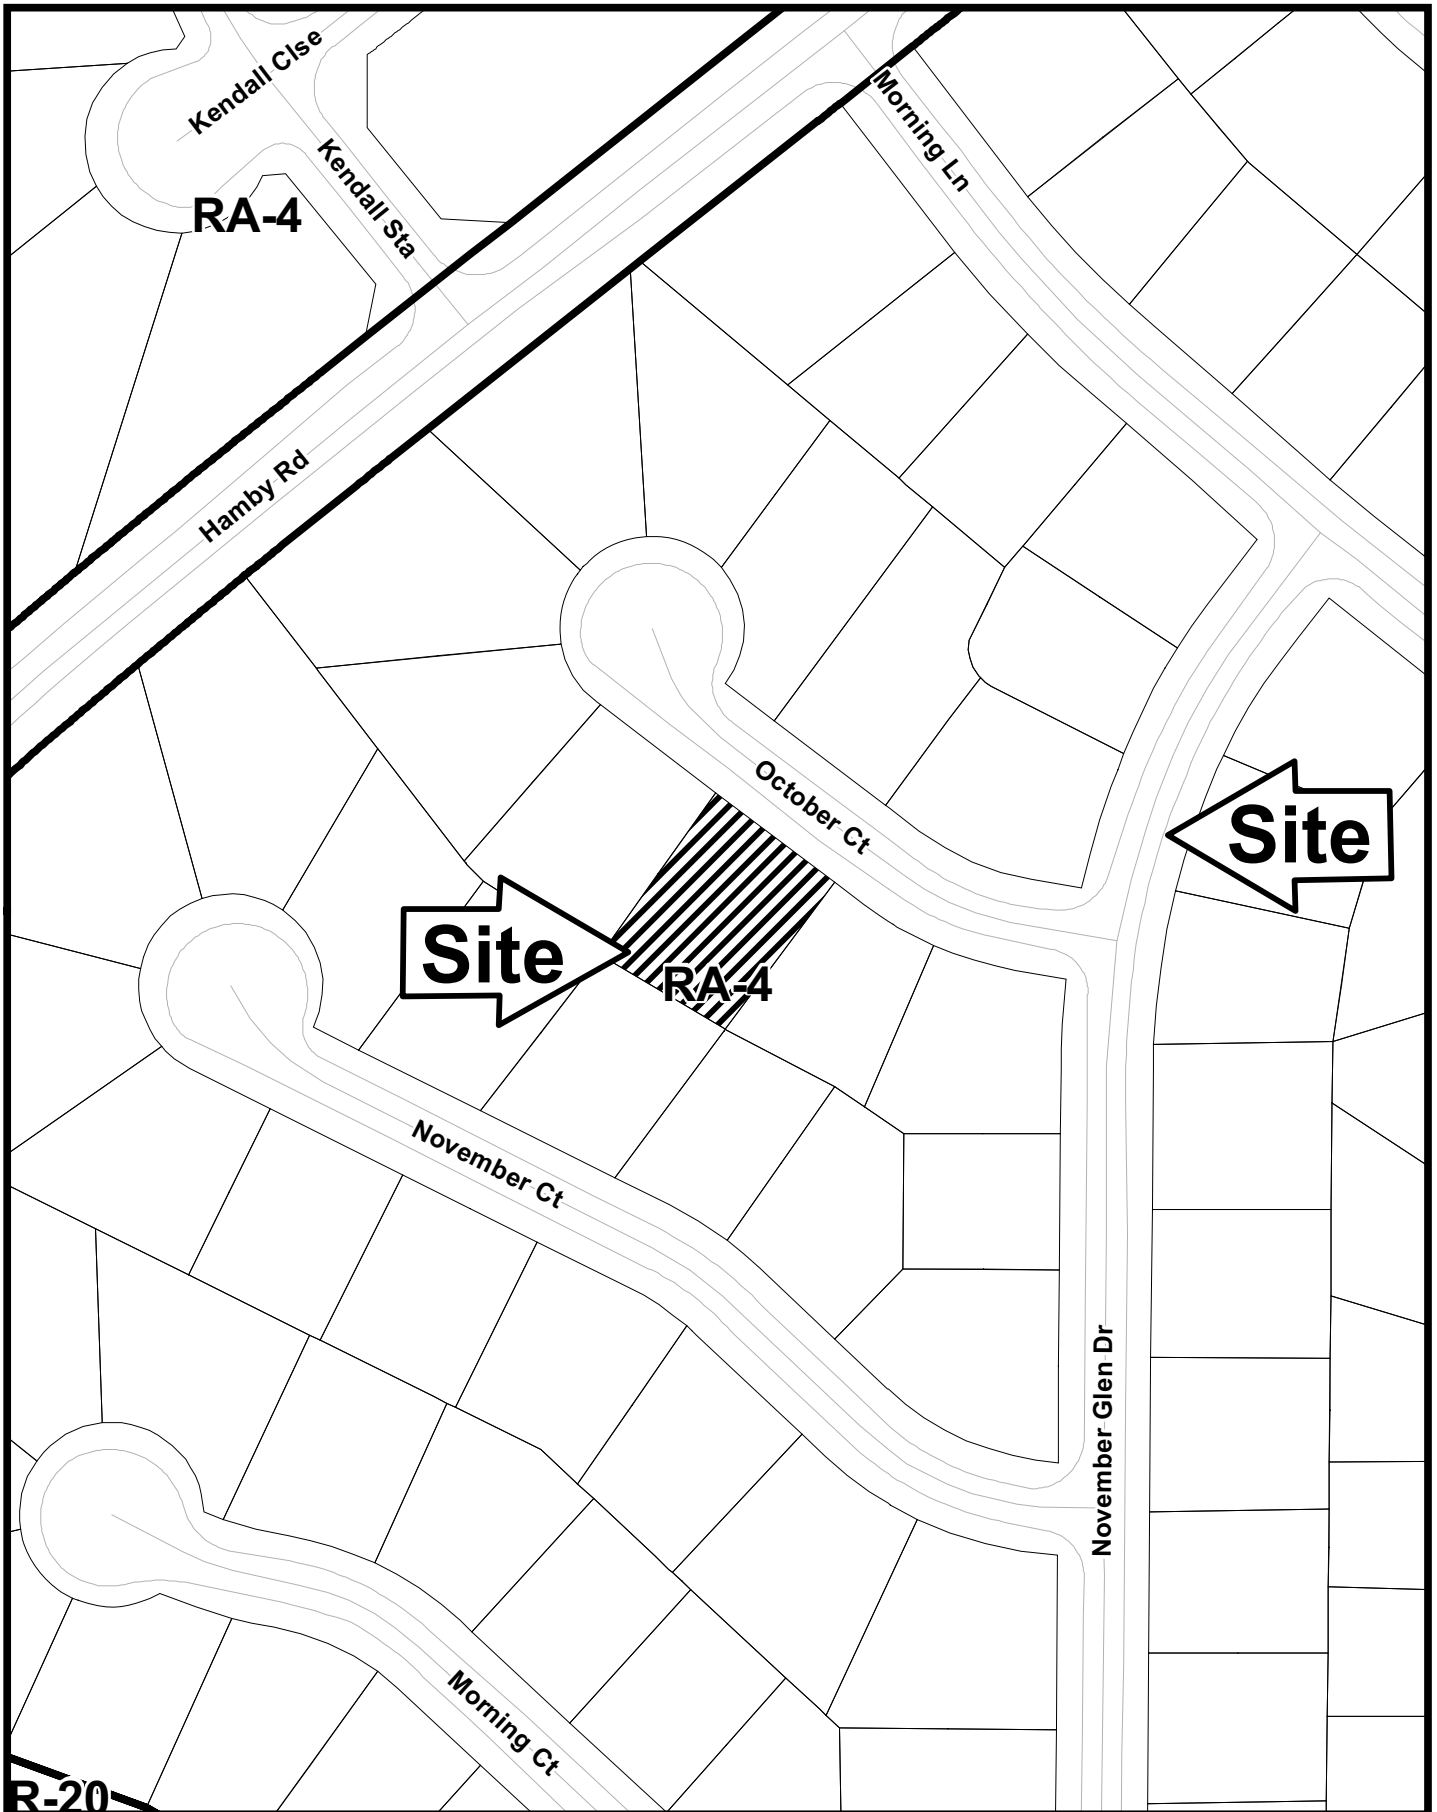 Kendall Clse
Morning Ln
Kendall Sta
RA-4
Hamby Rd
October Ct
Site
Site
RA-4
November Ct
November Glen Dr
Morning Ct
R-20